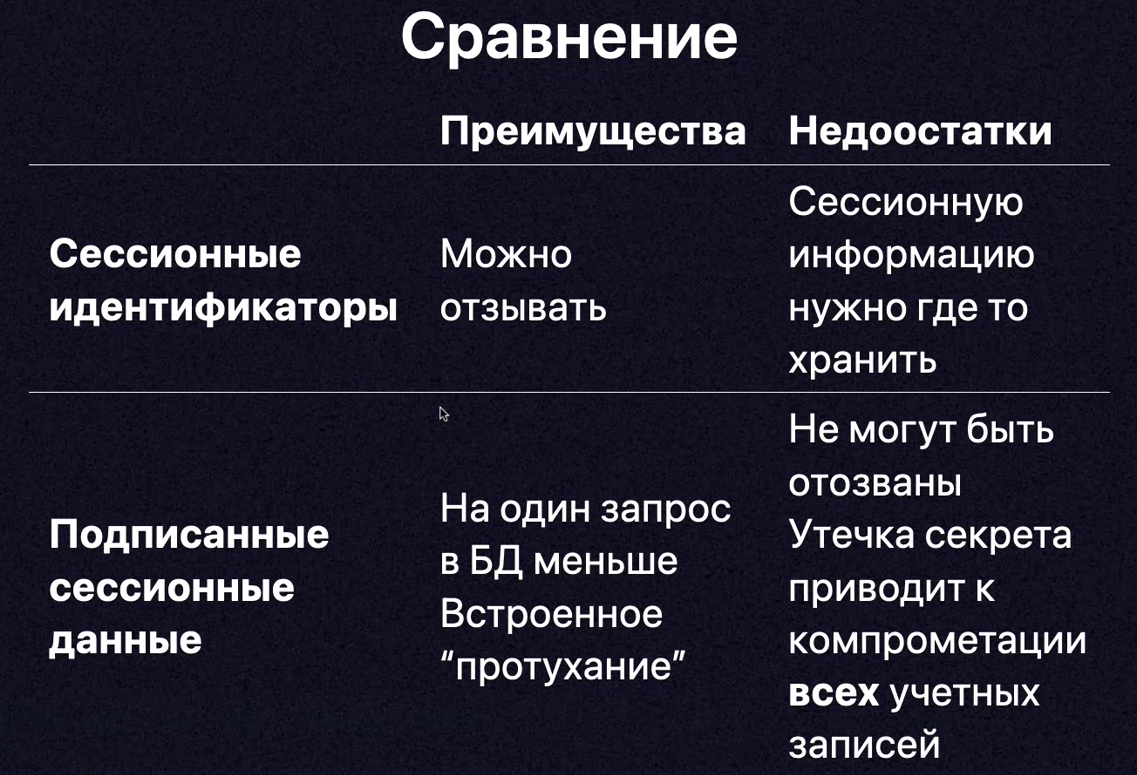 Сравнение
Преимущества Недоостатки
Сессионные
идентификаторы
Можно
отзывать
Сессионную
информацию
нужно где то
хранить
Подписанные
сессионные
данные
На один запрос
в БД меньше
Встроенное
“протухание”
Не могут быть
отозваны
Утечка секрета
приводит к
компрометации
всех учетных
записей